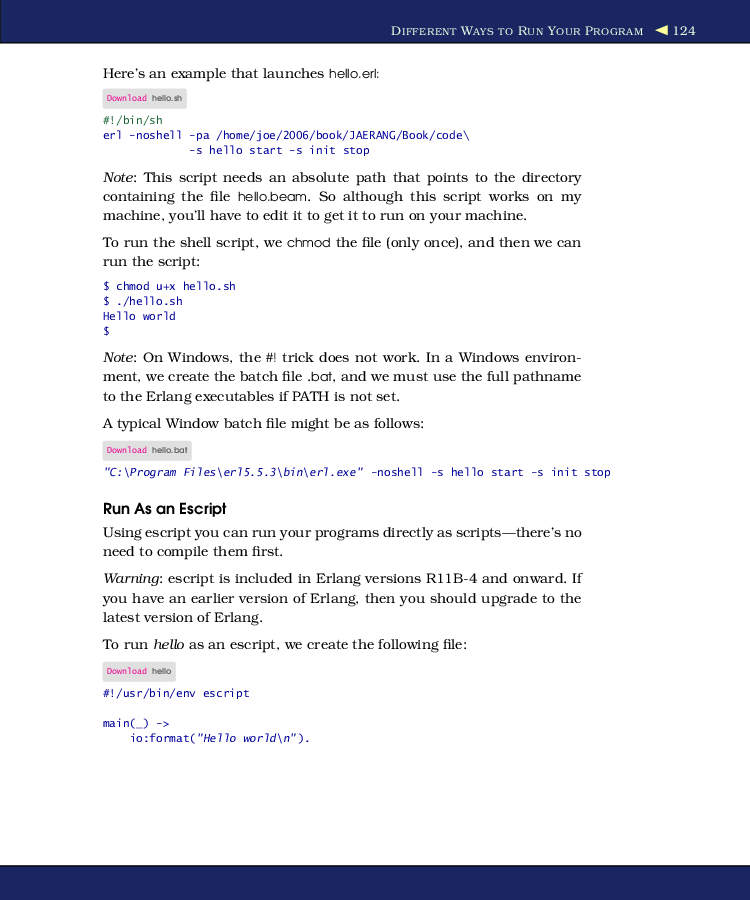 Different Ways to Run Your Program ◀ 124
Here's an example that launches hello.erl:
Download hello.sh
#!/bin/sh
erl -noshell -pa /home/joe/2006/book/JAERANG/Book/code\
             -s hello start -s init stop
Note: This script needs an absolute path that points to the directory
containing the file hello.beam. So although this script works on my
machine, you'll have to edit it to get it to run on your machine.
To run the shell script, we chmod the file (only once), and then we can
run the script:
$ chmod u+x hello.sh
$ ./hello.sh
Hello world
$
Note: On Windows, the #! trick does not work. In a Windows environ-
ment, we create the batch file .bat, and we must use the full pathname
to the Erlang executables if PATH is not set.
A typical Window batch file might be as follows:
Download hello.bat
"C:\Program Files\erl5.5.3\bin\erl.exe" -noshell -s hello start -s init stop
Run As an Escript
Using escript you can run your programs directly as scripts—there's no
need to compile them first.
Warning: escript is included in Erlang versions R11B-4 and onward. If
you have an earlier version of Erlang, then you should upgrade to the
latest version of Erlang.
To run hello as an escript, we create the following file:
Download hello
#!/usr/bin/env escript
main(_) ->
    io:format("Hello world\n").